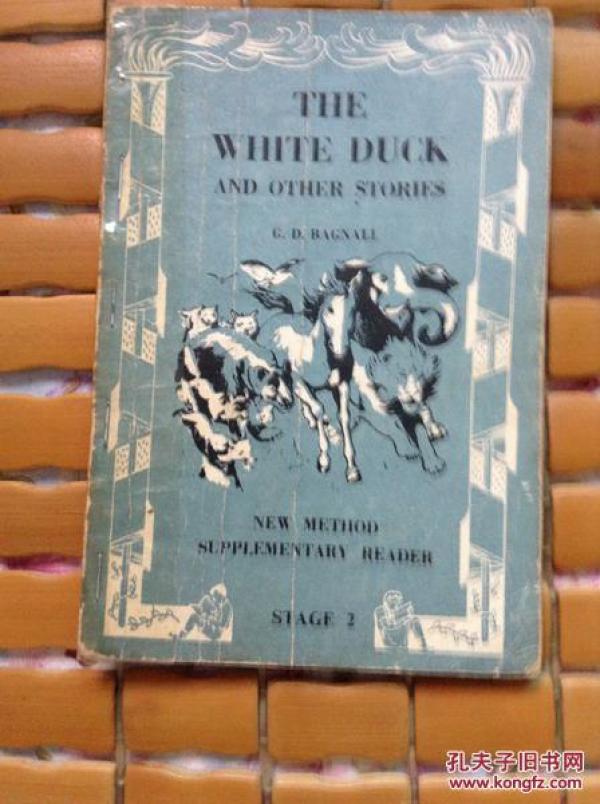 THE
WHITE DUCK
AND OTHER STORIES
G. D. BAGNALL
NEW METHOD
SUPPLEMENTARY READER
STAGE 2
孔夫子旧书网
www.kongfz.com